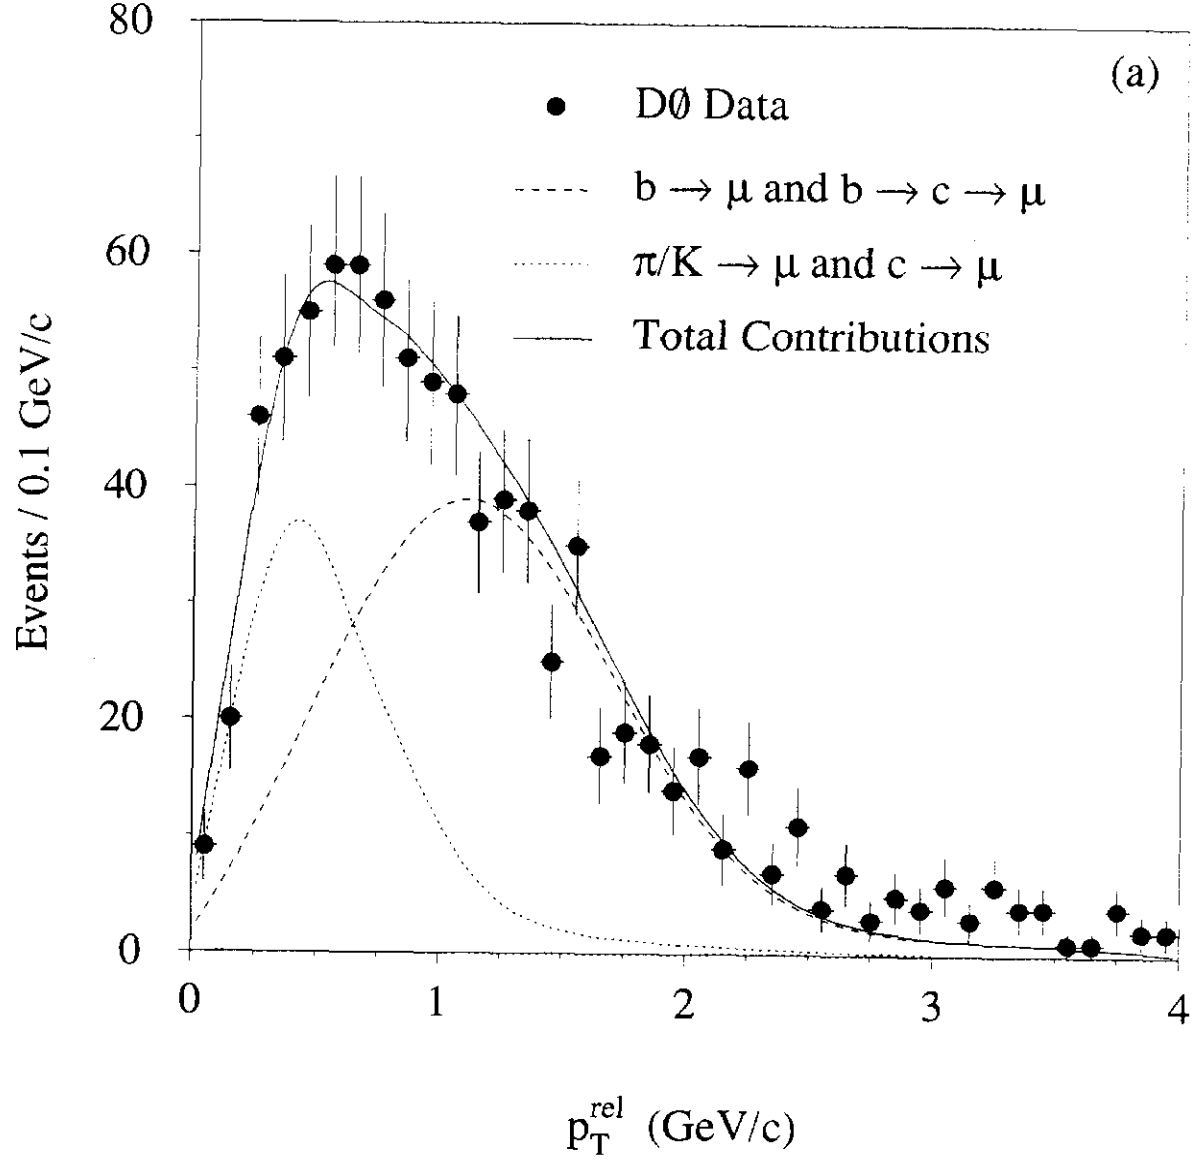 80
(a)
DØ Data
b → μ and b → c → μ
60
π/K → μ and c → μ
Total Contributions
Events / 0.1 GeV/c
40
20
0
0 1 2 3 4
p_T^rel (GeV/c)